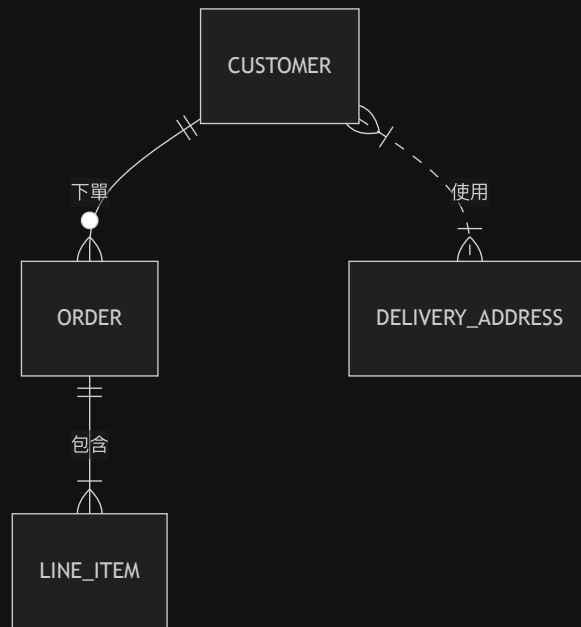 CUSTOMER
下單
使用
ORDER
DELIVERY_ADDRESS
包含
LINE_ITEM